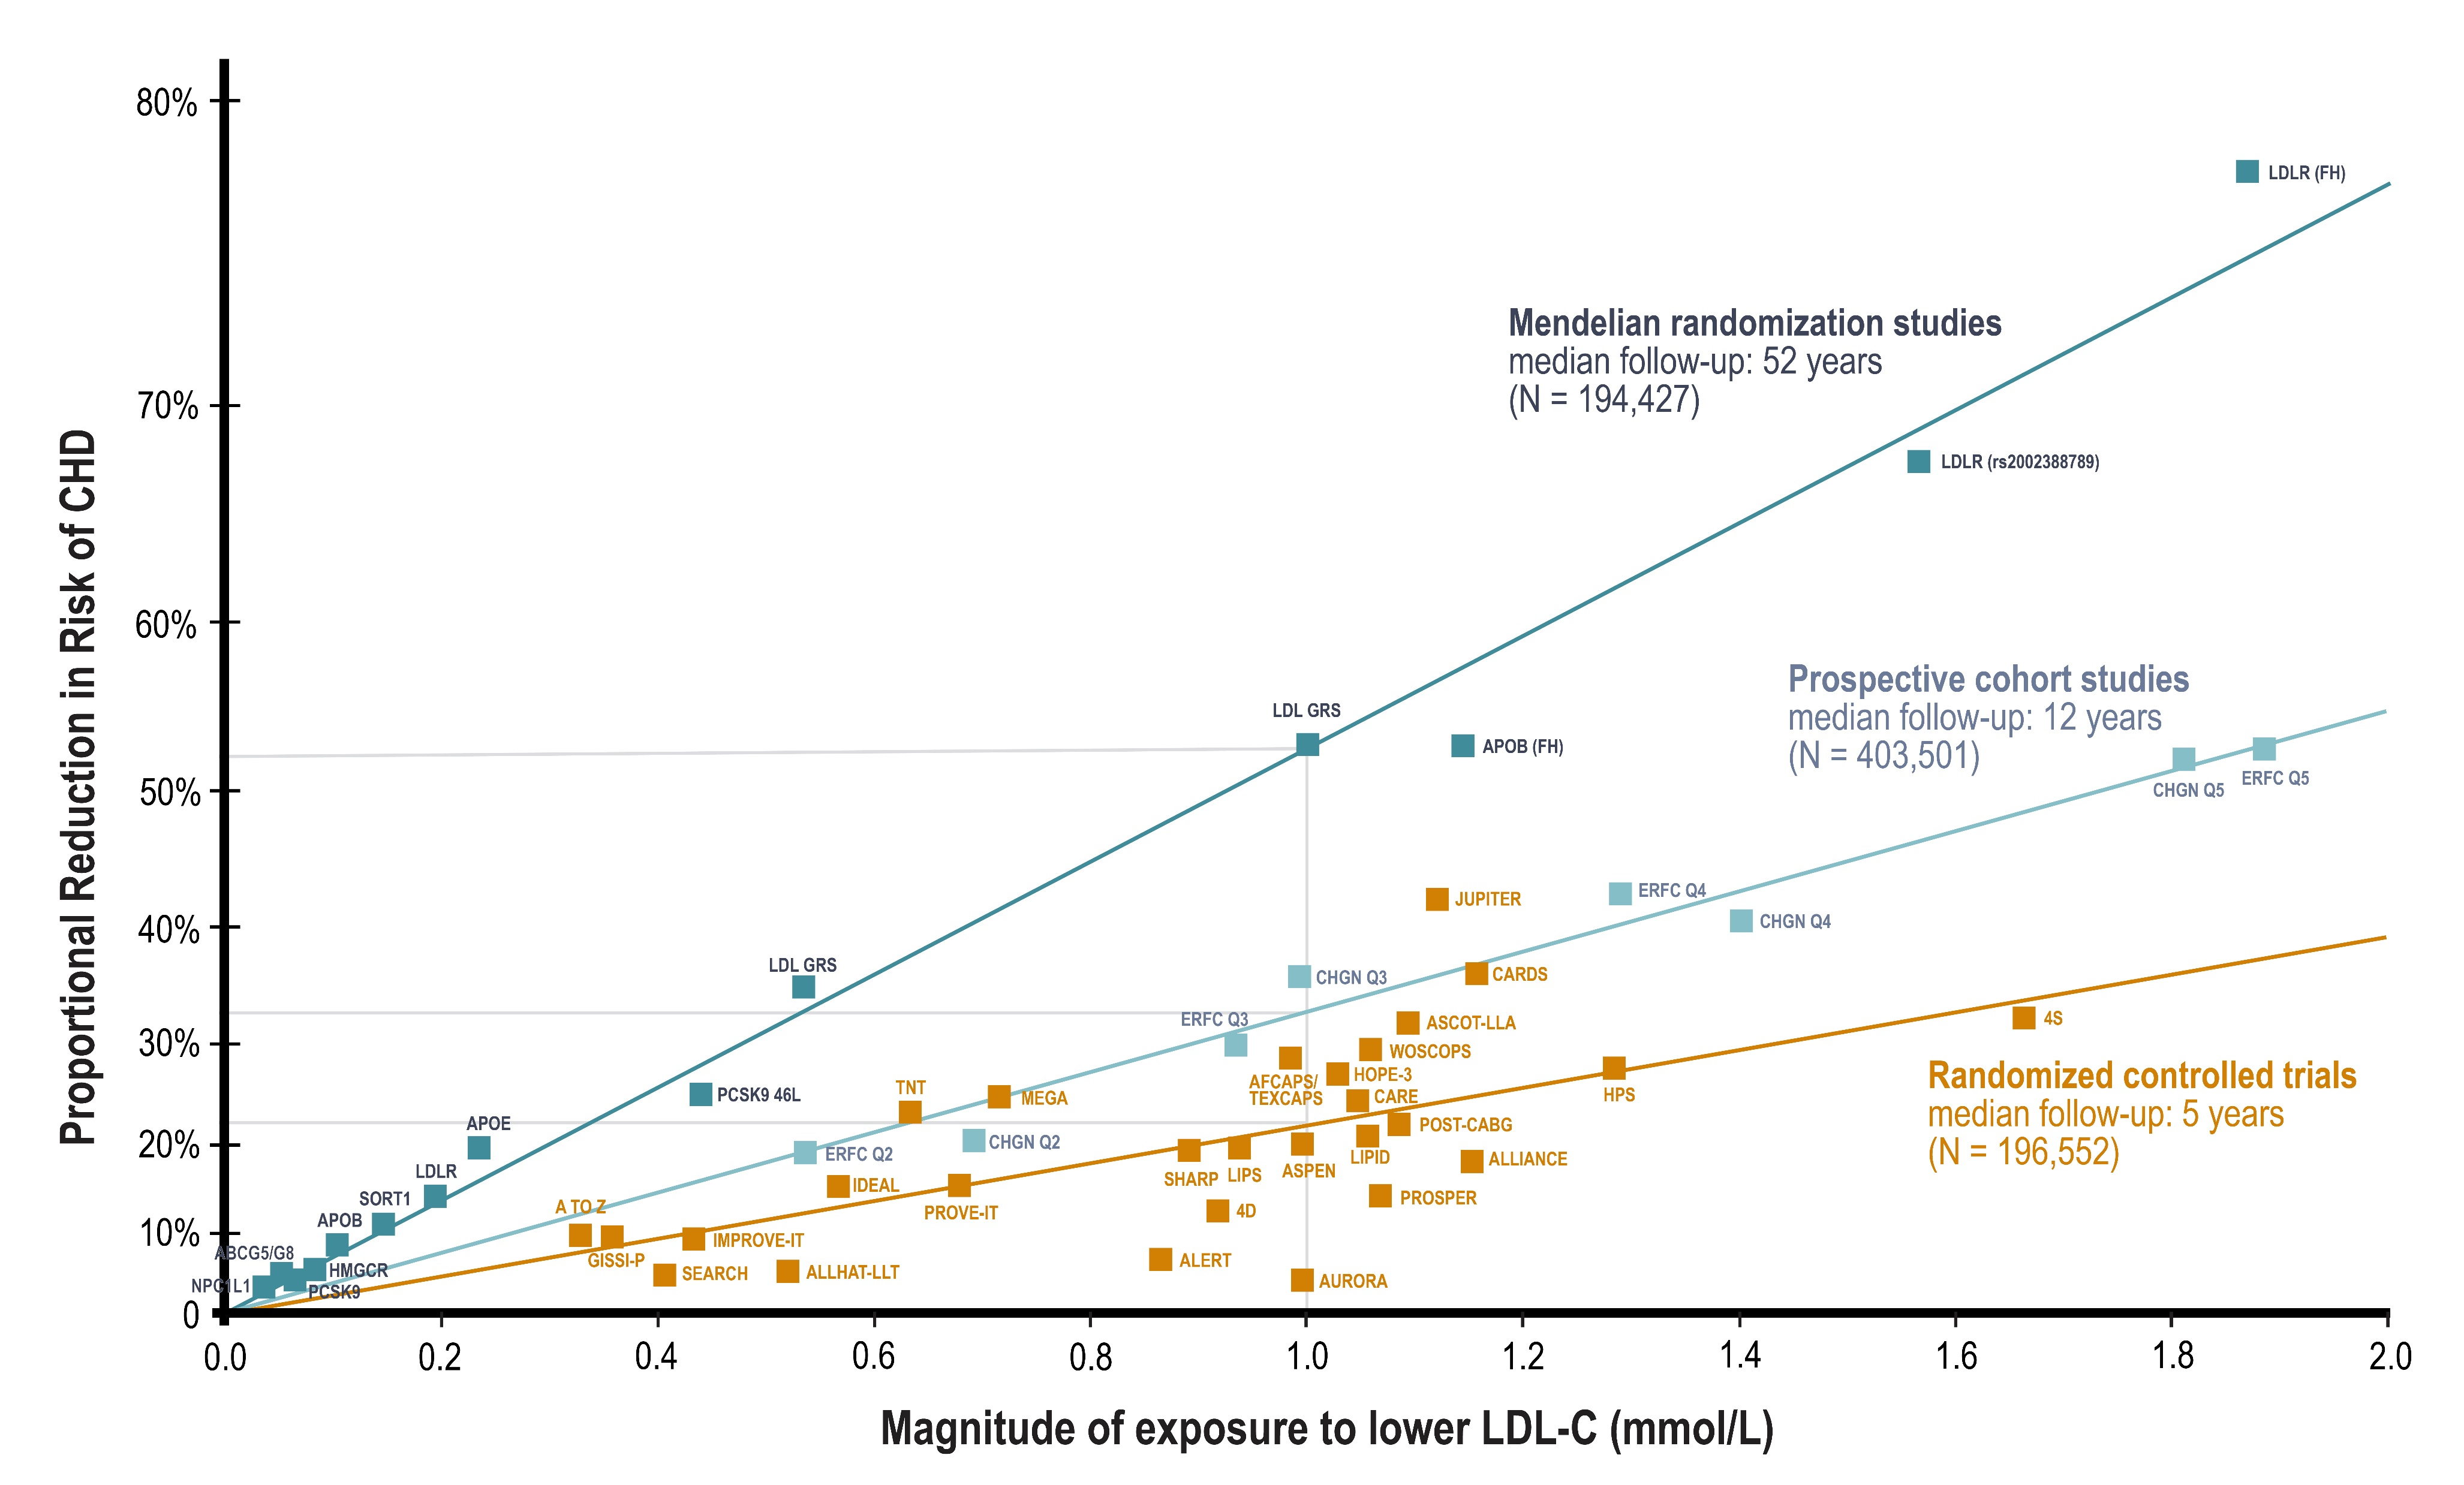 80%
LDLR (FH)
Mendelian randomization studies
median follow-up: 52 years
(N = 194,427)
70%
LDLR (rs2002388789)
60%
Prospective cohort studies
median follow-up: 12 years
(N = 403,501)
LDL GRS
APOB (FH)
50%
CHGN Q5
ERFC Q5
JUPITER
ERFC Q4
CHGN Q4
40%
LDL GRS
CHGN Q3
CARDS
ERFC Q3
ASCOT-LLA
4S
30%
WOSCOPS
AFCAPS/
TEXCAPS
HOPE-3
CARE
HPS
Randomized controlled trials
median follow-up: 5 years
(N = 196,552)
PCSK9 46L
TNT
MEGA
APOE
POST-CABG
20%
ERFC Q2
CHGN Q2
SHARP
LIPS
ASPEN
LIPID
ALLIANCE
LDLR
IDEAL
PROVE-IT
PROSPER
SORT1
A TO Z
4D
APOB
10%
GISSI-P
IMPROVE-IT
ABCG5/G8
HMGCR
SEARCH
ALLHAT-LLT
ALERT
AURORA
NPC1L1
PCSK9
0
0.0
0.2
0.4
0.6
0.8
1.0
1.2
1.4
1.6
1.8
2.0
Proportional Reduction in Risk of CHD
Magnitude of exposure to lower LDL-C (mmol/L)